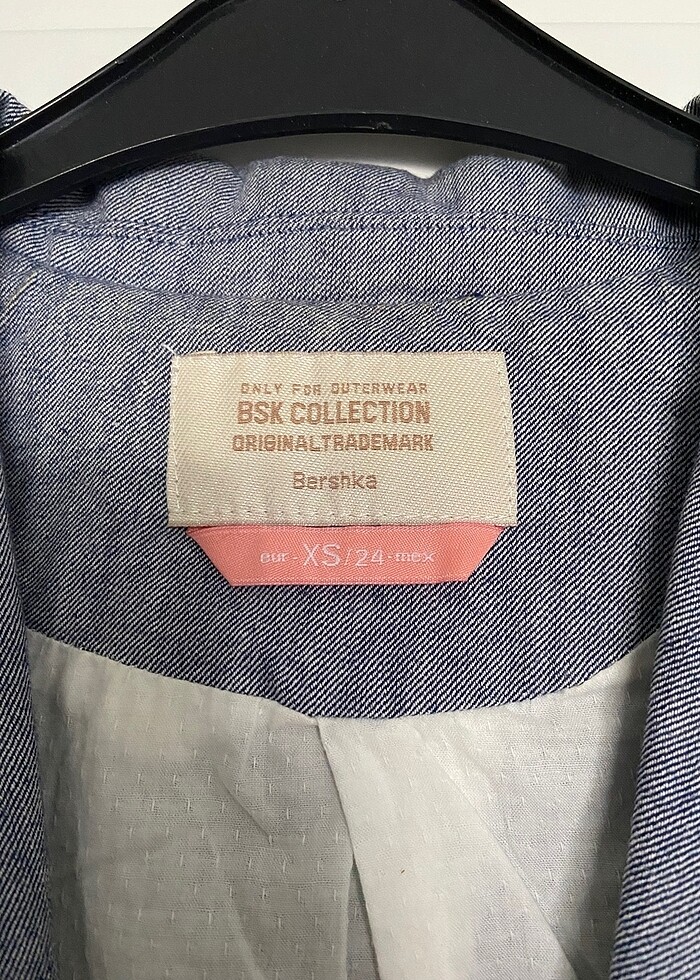 ONLY FOR OUTERWEAR
BSK COLLECTION
ORIGINALTRADEMARK
Bershka
eur-XS/24-mex